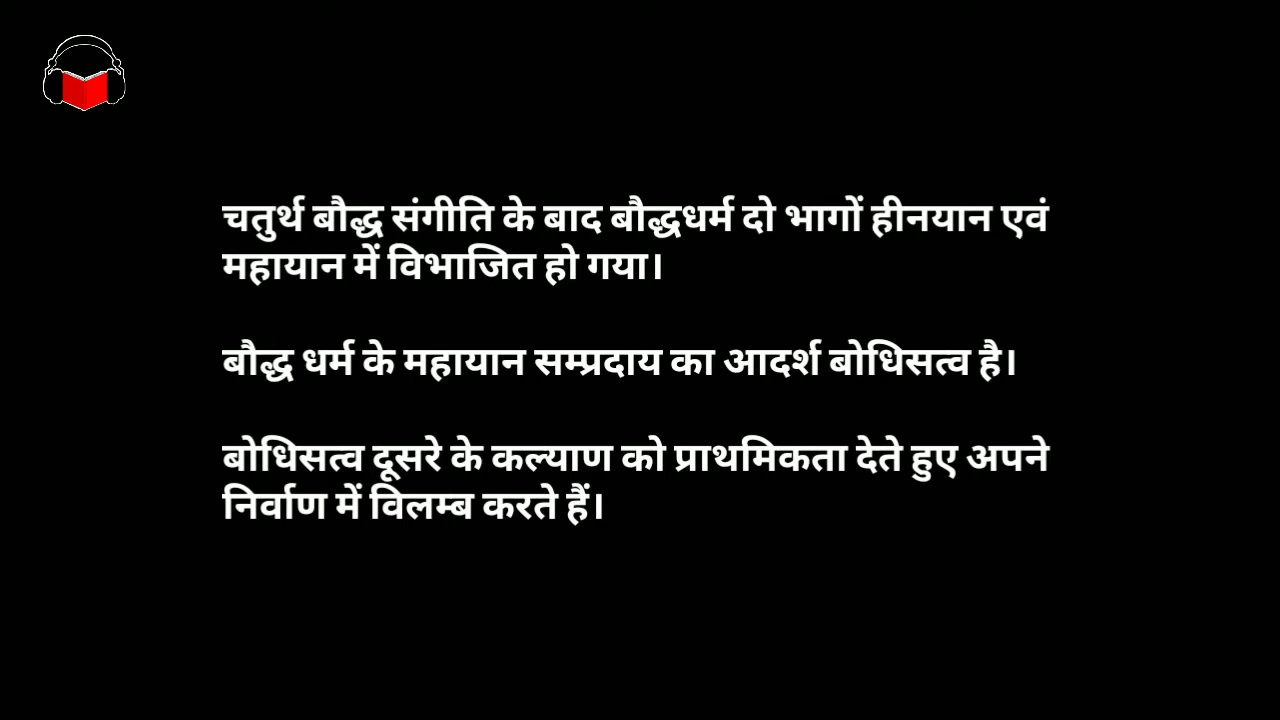 चतुर्थ बौद्ध संगीति के बाद बौद्धधर्म दो भागों हीनयान एवं
महायान में विभाजित हो गया।
बौद्ध धर्म के महायान सम्प्रदाय का आदर्श बोधिसत्व है।
बोधिसत्व दूसरे के कल्याण को प्राथमिकता देते हुए अपने
निर्वाण में विलम्ब करते हैं।